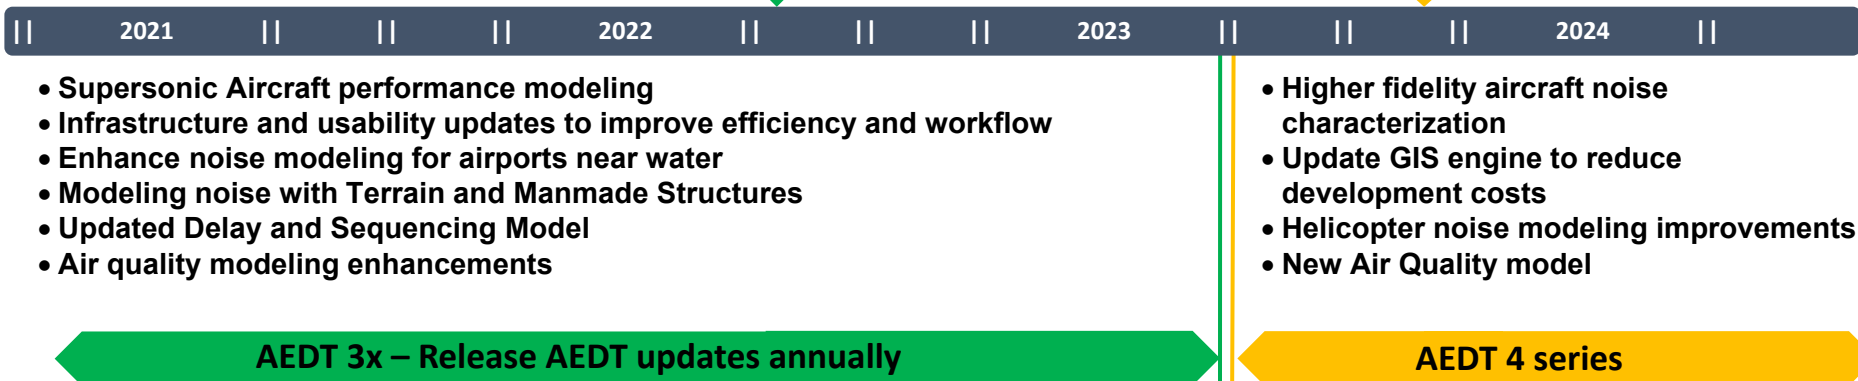 || 2021 || || || 2022 || || || 2023 || || || 2024 ||
• Supersonic Aircraft performance modeling
• Infrastructure and usability updates to improve efficiency and workflow
• Enhance noise modeling for airports near water
• Modeling noise with Terrain and Manmade Structures
• Updated Delay and Sequencing Model
• Air quality modeling enhancements
• Higher fidelity aircraft noise
characterization
• Update GIS engine to reduce
development costs
• Helicopter noise modeling improvements
• New Air Quality model
AEDT 3x – Release AEDT updates annually
AEDT 4 series